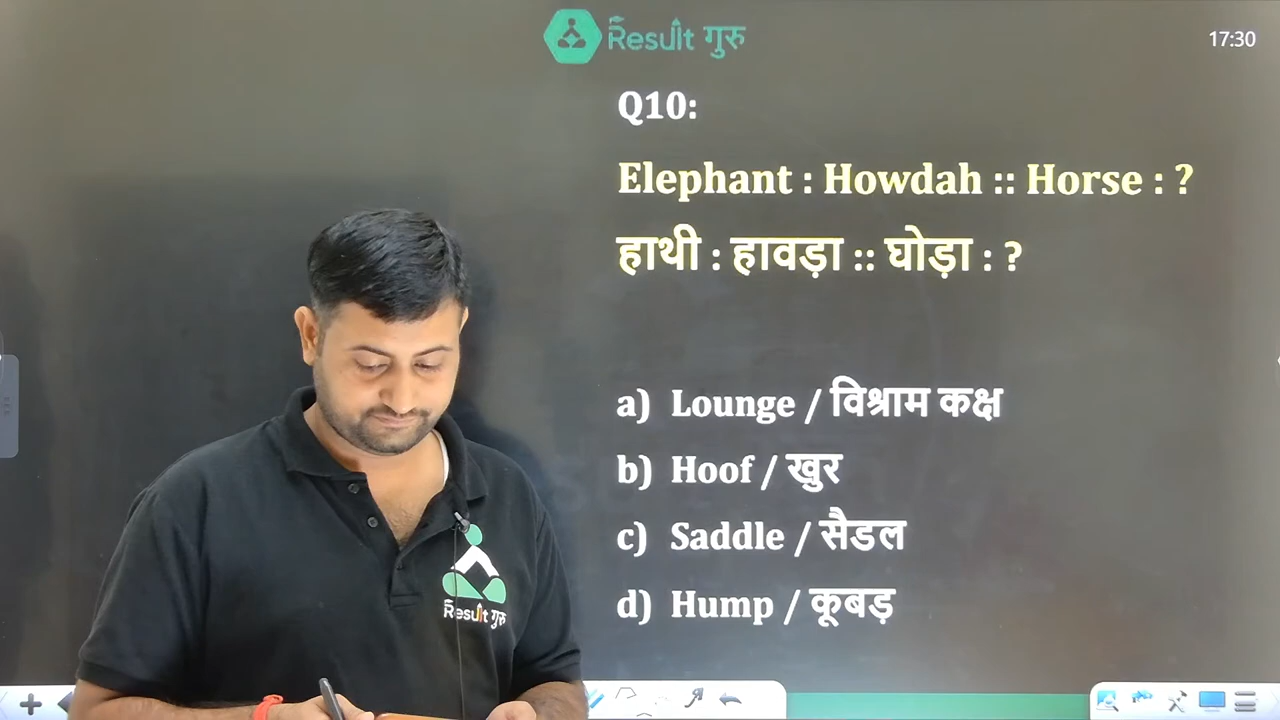 Result गुरु
17:30
Q10:
Elephant : Howdah :: Horse : ?
हाथी : हावड़ा :: घोड़ा : ?
a) Lounge / विश्राम कक्ष
b) Hoof / खुर
c) Saddle / सैडल
d) Hump / कूबड़
Result गुरु